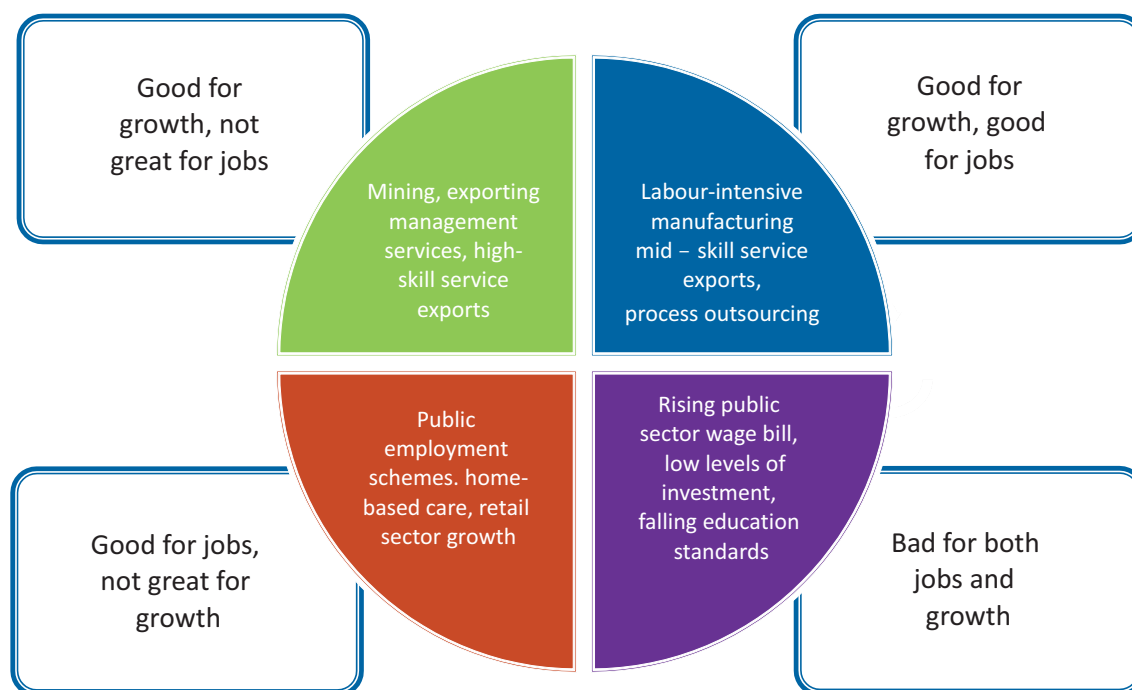 Good for
growth, not
great for jobs
Good for
growth, good
for jobs
Mining, exporting
management
services, high-
skill service
exports
Labour-intensive
manufacturing
mid – skill service
exports,
process outsourcing
Public
employment
schemes. home-
based care, retail
sector growth
Rising public
sector wage bill,
low levels of
investment,
falling education
standards
Good for jobs,
not great for
growth
Bad for both
jobs and
growth